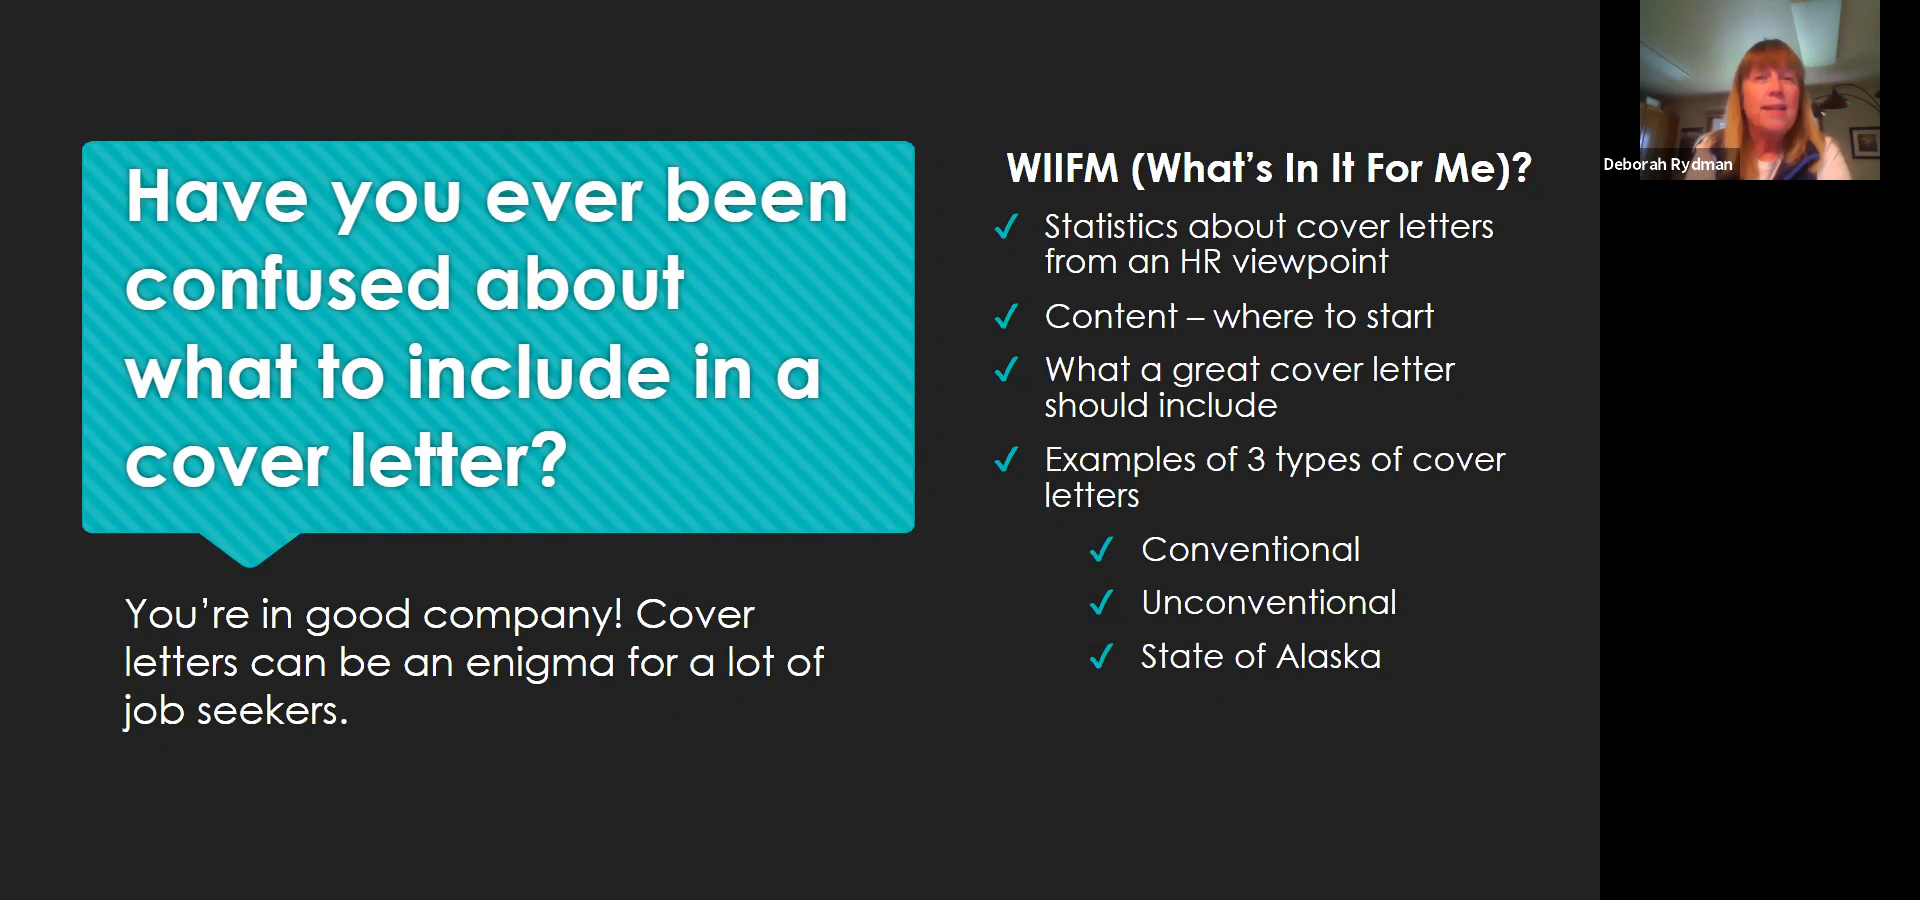 Have you ever been
confused about
what to include in a
cover letter?
You’re in good company! Cover
letters can be an enigma for a lot of
job seekers.
WIIFM (What’s In It For Me)?
✓ Statistics about cover letters
from an HR viewpoint
✓ Content – where to start
✓ What a great cover letter
should include
✓ Examples of 3 types of cover
letters
✓ Conventional
✓ Unconventional
✓ State of Alaska
Deborah Rydman